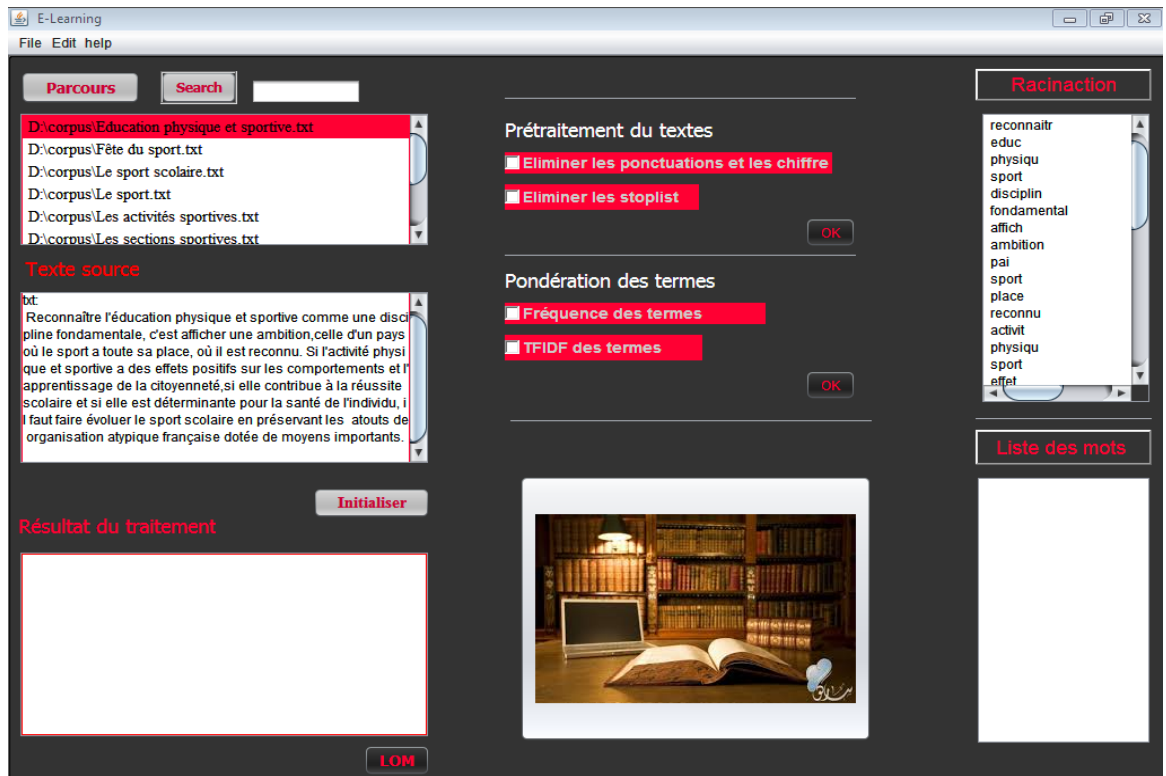 E-Learning
File Edit help
Parcours
Search
D:\corpus\Education physique et sportive.txt
D:\corpus\Fête du sport.txt
D:\corpus\Le sport scolaire.txt
D:\corpus\Le sport.txt
D:\corpus\Les activités sportives.txt
D:\corpus\Les sections sportives.txt
Texte source
txt:
Reconnaître l'éducation physique et sportive comme une disci
pline fondamentale, c'est afficher une ambition,celle d'un pays
où le sport a toute sa place, où il est reconnu. Si l'activité physi
que et sportive a des effets positifs sur les comportements et l'
apprentissage de la citoyenneté,si elle contribue à la réussite
scolaire et si elle est déterminante pour la santé de l'individu, i
l faut faire évoluer le sport scolaire en préservant les atouts de
organisation atypique française dotée de moyens importants.
Initialiser
Résultat du traitement
LOM
Prétraitement du textes
Eliminer les ponctuations et les chiffre
Eliminer les stoplist
OK
Pondération des termes
Fréquence des termes
TFIDF des termes
OK
Racinaction
reconnaitr
educ
physiqu
sport
disciplin
fondamental
affich
ambition
pai
sport
place
reconnu
activit
physiqu
sport
effet
Liste des mots